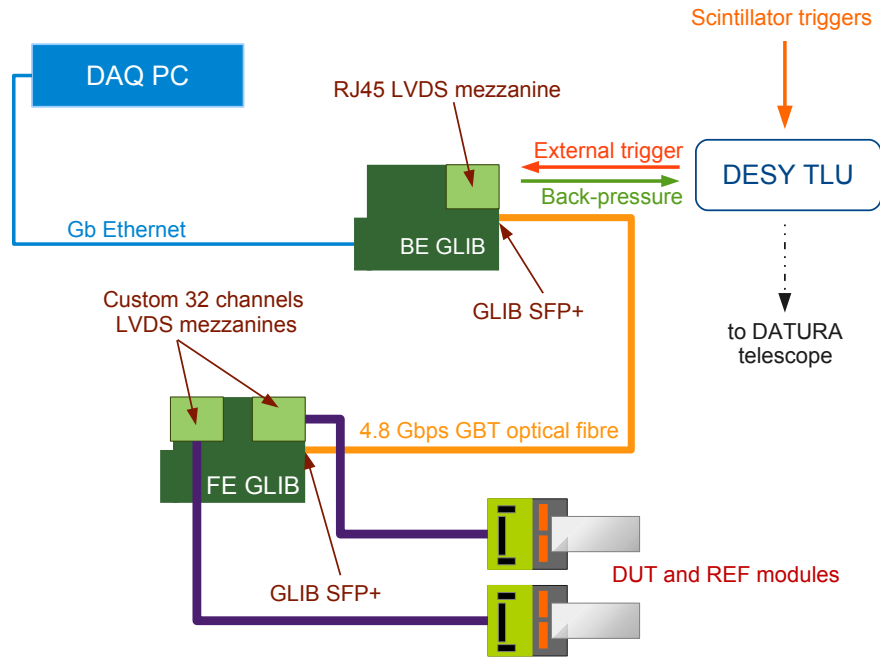 Scintillator triggers
DAQ PC
RJ45 LVDS mezzanine
External trigger
DESY TLU
Back-pressure
Gb Ethernet
BE GLIB
Custom 32 channels
LVDS mezzanines
GLIB SFP+
to DATURA
telescope
4.8 Gbps GBT optical fibre
FE GLIB
DUT and REF modules
GLIB SFP+